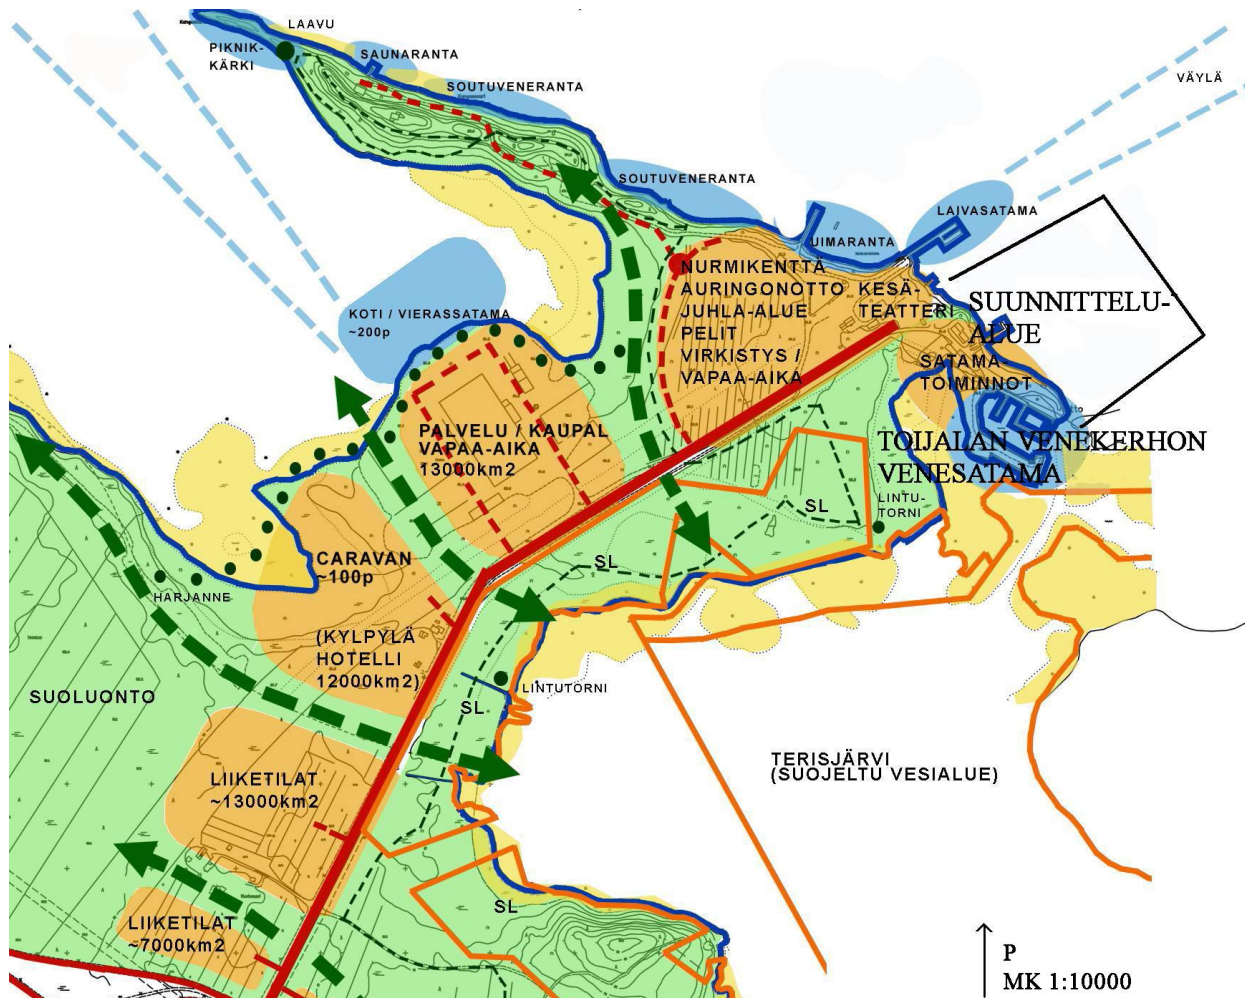 LAAVU
PIKNIK-
KÄRKI
SAUNARANTA
SOUTUVENERANTA
VÄYLÄ
SOUTUVENERANTA
LAIVASATAMA
UIMARANTA
NURMIKENTTÄ
AURINGONOTTO
JUHLA-ALUE
PELIT
VIRKISTYS /
VAPAA-AIKA
KESÄ-
TEATTERI
SUUNNITTELU-
ALUE
KOTI / VIERASSATAMA
~200p
SATAMA-
TOIMINNOT
PALVELU / KAUPAL
VAPAA-AIKA
13000km2
TOIJALAN VENEKERHON
VENESATAMA
SL
LINTU-
TORNI
SL
CARAVAN
~100p
HARJANNE
(KYLPYLÄ
HOTELLI
12000km2)
LINTUTORNI
SUOLUONTO
SL
TERISJÄRVI
(SUOJELTU VESIALUE)
LIIKETILAT
~13000km2
SL
LIIKETILAT
~7000km2
P
MK 1:10000